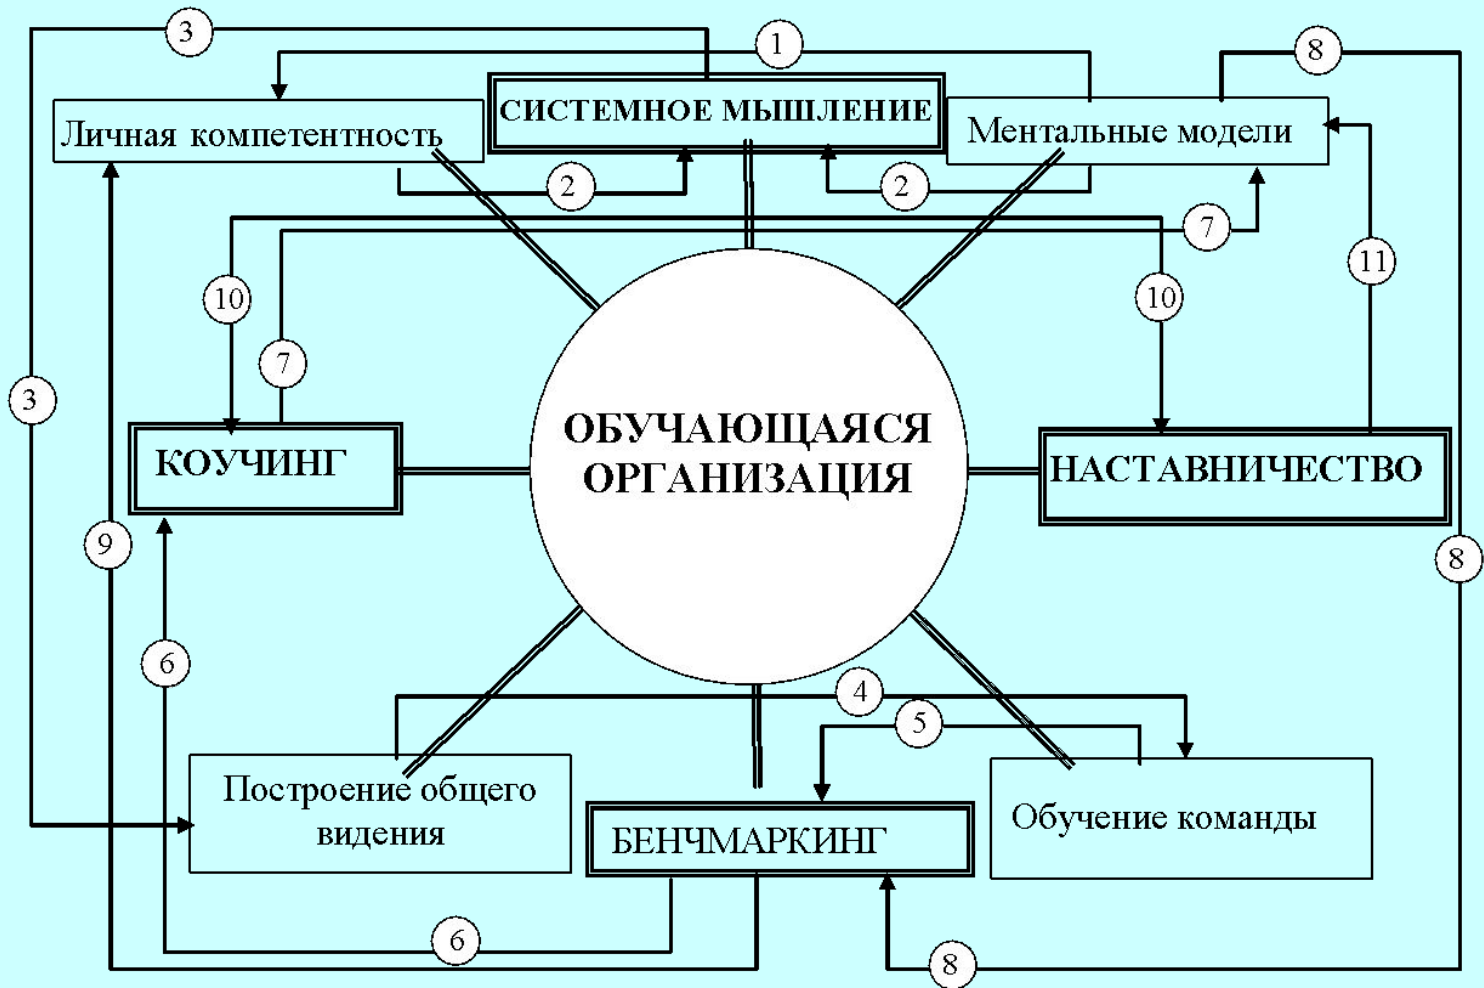 3
1
8
СИСТЕМНОЕ МЫШЛЕНИЕ
Личная компетентность
Ментальные модели
2
2
7
11
10
10
7
3
ОБУЧАЮЩАЯСЯ
ОРГАНИЗАЦИЯ
КОУЧИНГ
НАСТАВНИЧЕСТВО
9
8
6
4
5
Построение общего
видения
БЕНЧМАРКИНГ
Обучение команды
6
8